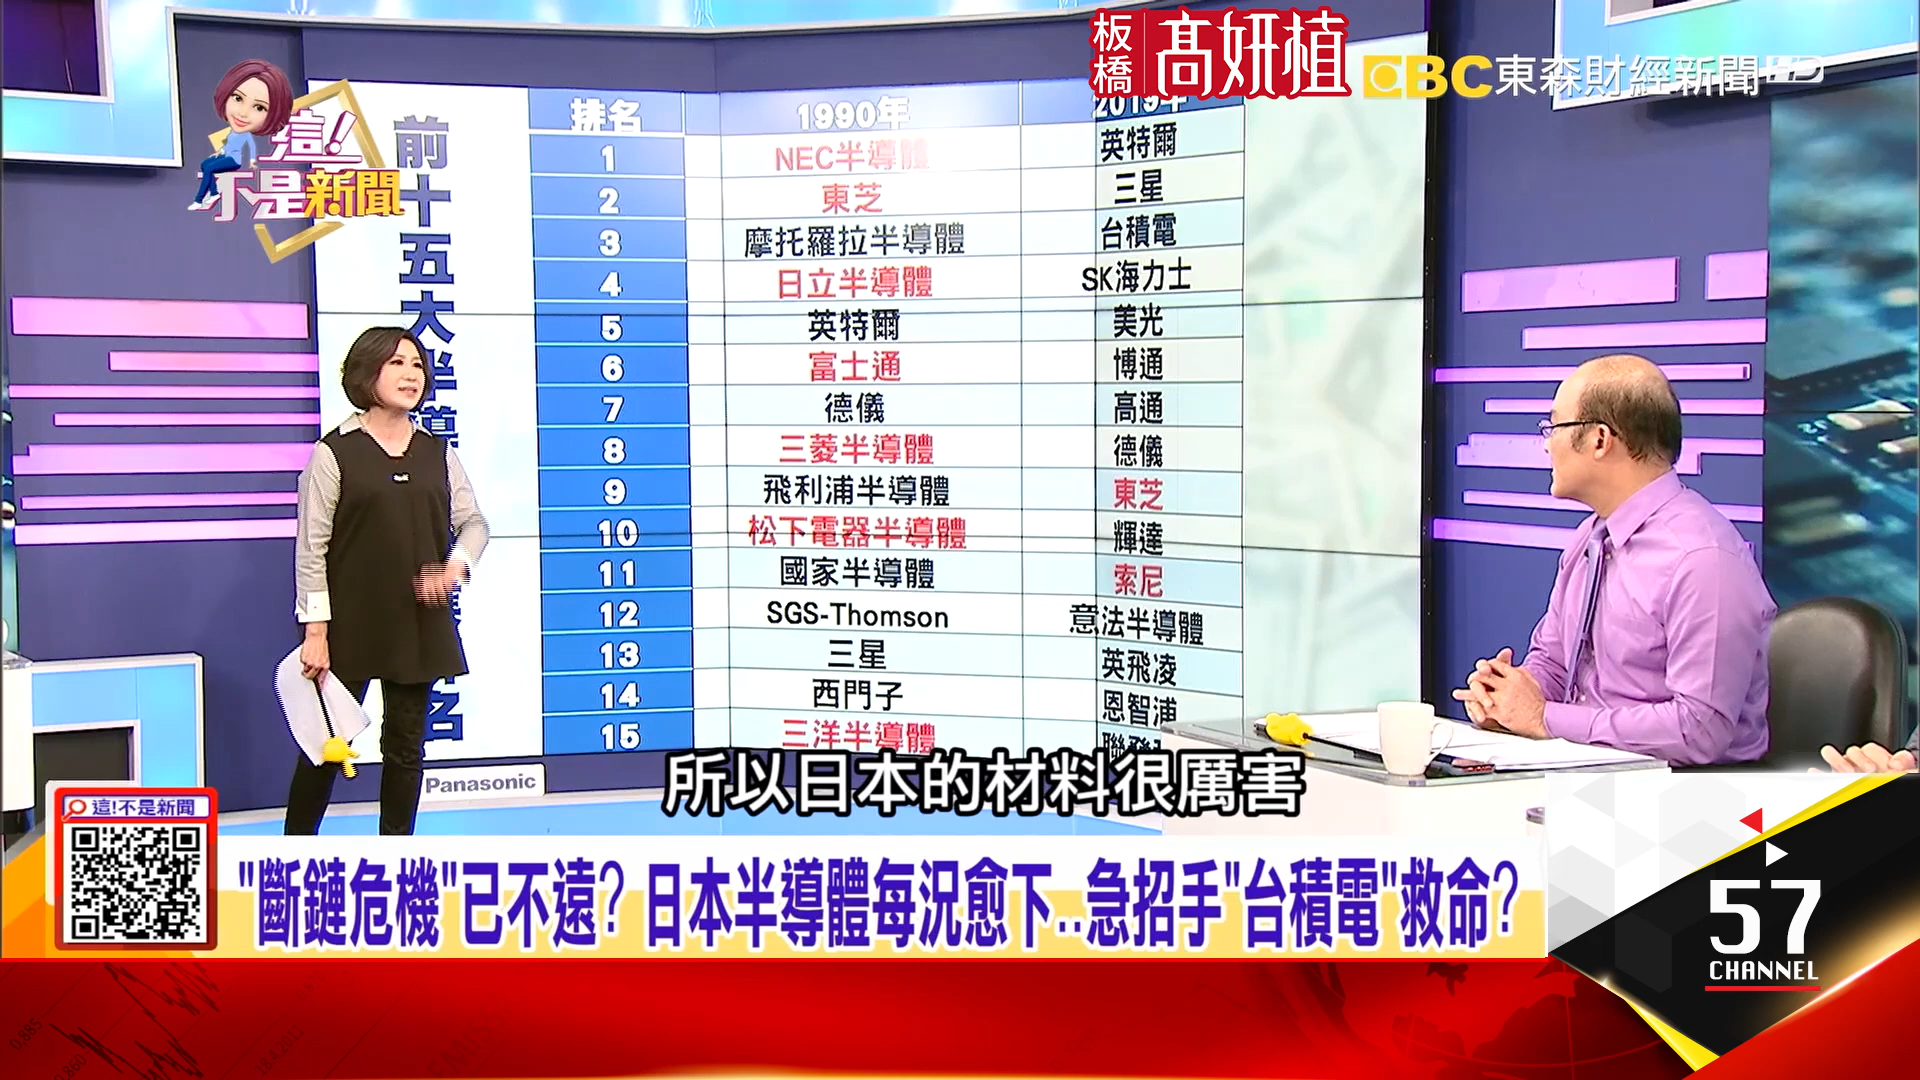 板橋 高妍植
EBC 東森財經新聞 HD
這!
不是新聞
前十五大半導
名
排名 1990年 2019年
1 NEC半導體 英特爾
2 東芝 三星
3 摩托羅拉半導體 台積電
4 日立半導體 SK海力士
5 英特爾 美光
6 富士通 博通
7 德儀 高通
8 三菱半導體 德儀
9 飛利浦半導體 東芝
10 松下電器半導體 輝達
11 國家半導體 索尼
12 SGS-Thomson 意法半導體
13 三星 英飛凌
14 西門子 恩智浦
15 三洋半導體
Panasonic
所以日本的材料很厲害
這!不是新聞
"斷鏈危機"已不遠? 日本半導體每況愈下..急招手"台積電"救命?
57
CHANNEL
0.885
0.860
18.4.2017